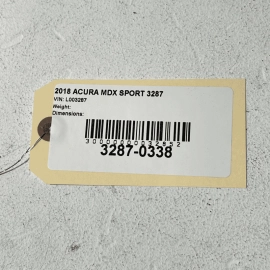 2018 ACURA MDX SPORT 3287
VIN: L003287
Weight:
Dimensions:
3287-0338